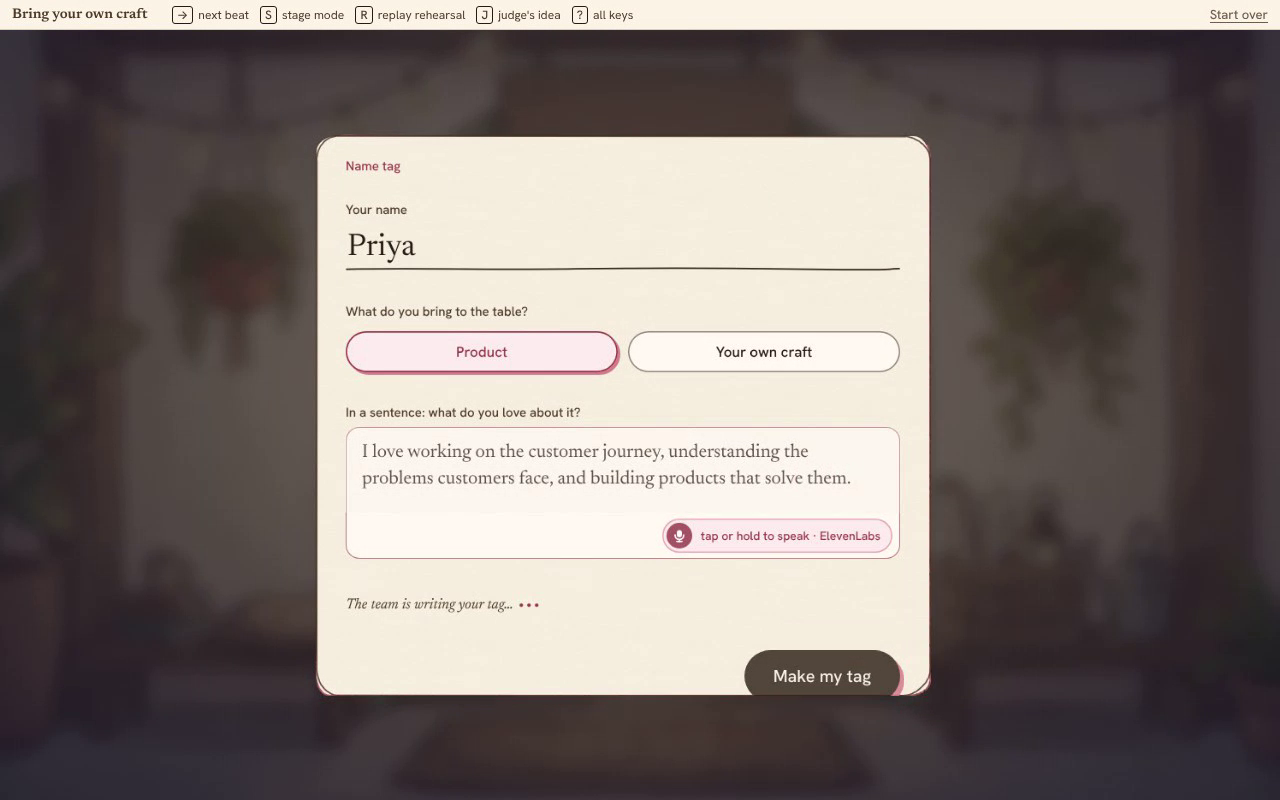 Bring your own craft → next beat S stage mode R replay rehearsal J judge's idea ? all keys Start over
Name tag
Your name
Priya
What do you bring to the table?
Product Your own craft
In a sentence: what do you love about it?
I love working on the customer journey, understanding the
problems customers face, and building products that solve them.
tap or hold to speak · ElevenLabs
The team is writing your tag...
Make my tag